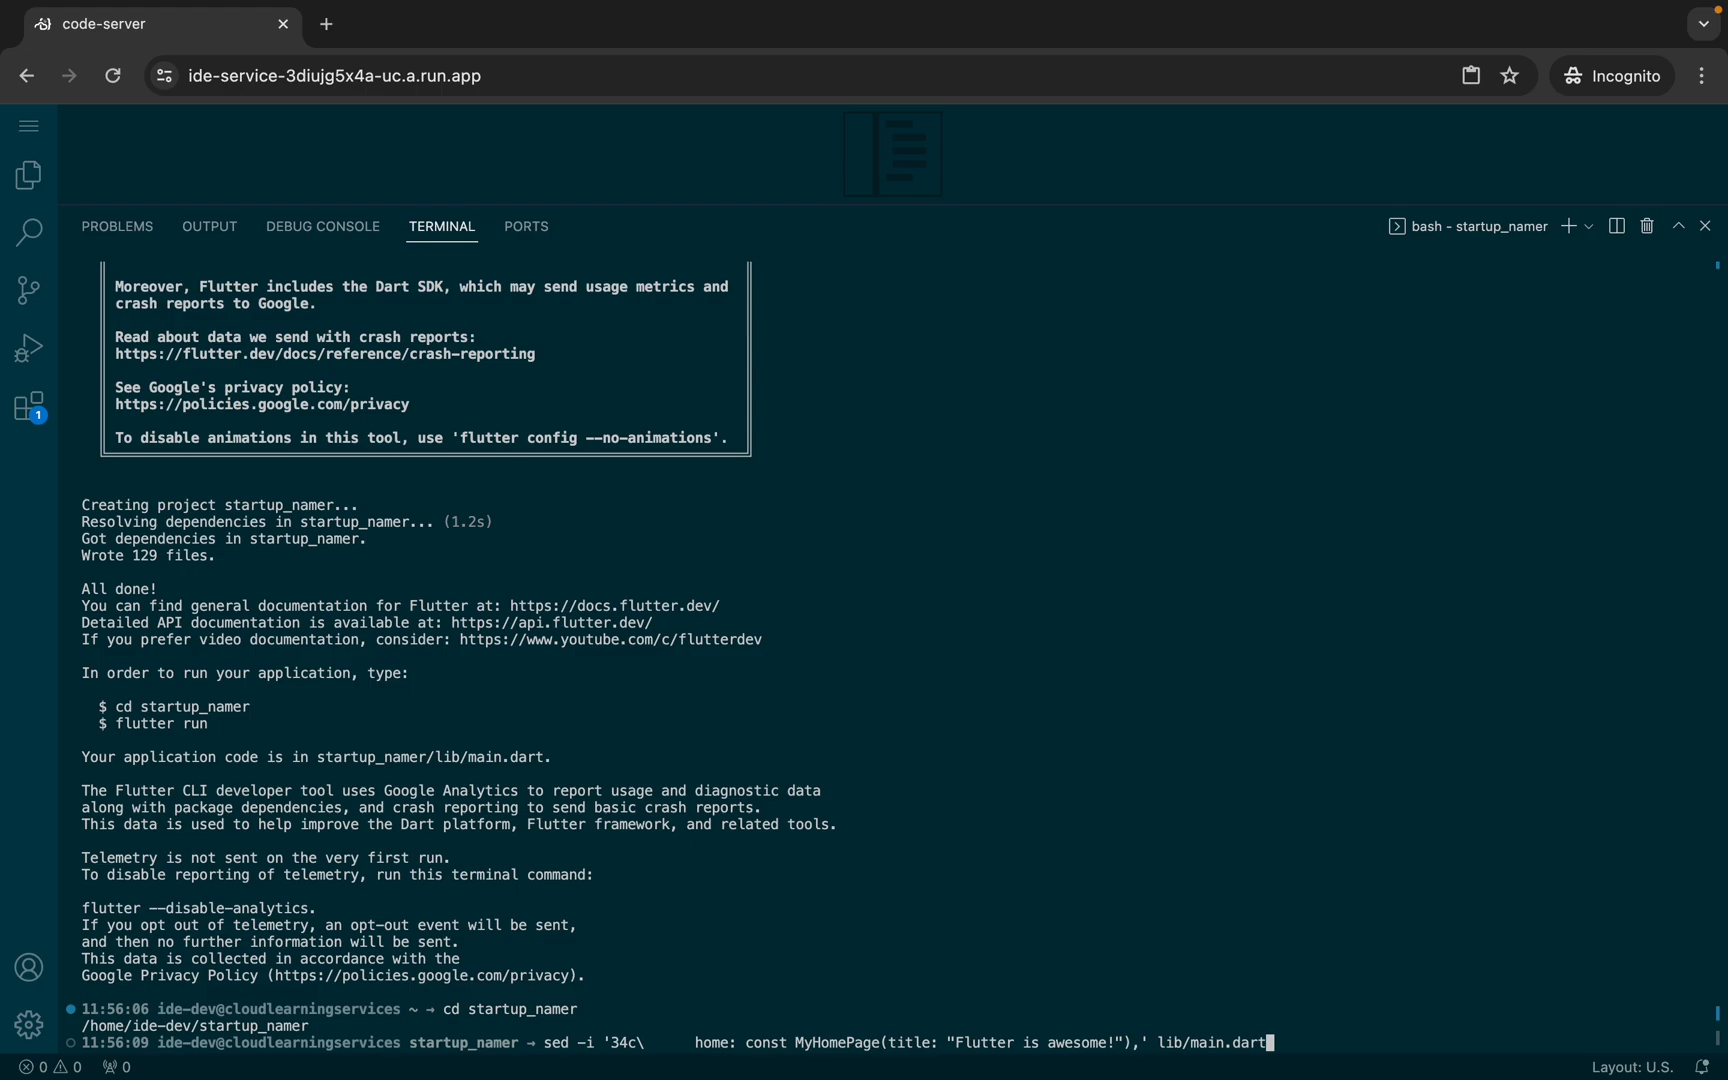 code-server
ide-service-3diujg5x4a-uc.a.run.app
Incognito
PROBLEMS OUTPUT DEBUG CONSOLE TERMINAL PORTS
bash - startup_namer
Moreover, Flutter includes the Dart SDK, which may send usage metrics and
crash reports to Google.
Read about data we send with crash reports:
https://flutter.dev/docs/reference/crash-reporting
See Google's privacy policy:
https://policies.google.com/privacy
To disable animations in this tool, use 'flutter config --no-animations'.
Creating project startup_namer...
Resolving dependencies in startup_namer... (1.2s)
Got dependencies in startup_namer.
Wrote 129 files.
All done!
You can find general documentation for Flutter at: https://docs.flutter.dev/
Detailed API documentation is available at: https://api.flutter.dev/
If you prefer video documentation, consider: https://www.youtube.com/c/flutterdev
In order to run your application, type:
$ cd startup_namer
$ flutter run
Your application code is in startup_namer/lib/main.dart.
The Flutter CLI developer tool uses Google Analytics to report usage and diagnostic data
along with package dependencies, and crash reporting to send basic crash reports.
This data is used to help improve the Dart platform, Flutter framework, and related tools.
Telemetry is not sent on the very first run.
To disable reporting of telemetry, run this terminal command:
flutter --disable-analytics.
If you opt out of telemetry, an opt-out event will be sent,
and then no further information will be sent.
This data is collected in accordance with the
Google Privacy Policy (https://policies.google.com/privacy).
11:56:06 ide-dev@cloudlearningservices ~ → cd startup_namer
/home/ide-dev/startup_namer
11:56:09 ide-dev@cloudlearningservices startup_namer → sed -i '34c\      home: const MyHomePage(title: "Flutter is awesome!"),' lib/main.dart
1
0 0 0
Layout: U.S.